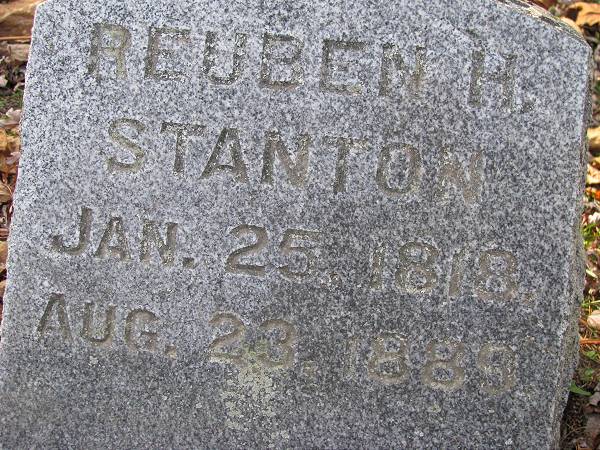 REUBEN H.
STANTON
JAN. 25, 1818.
AUG. 23, 1889